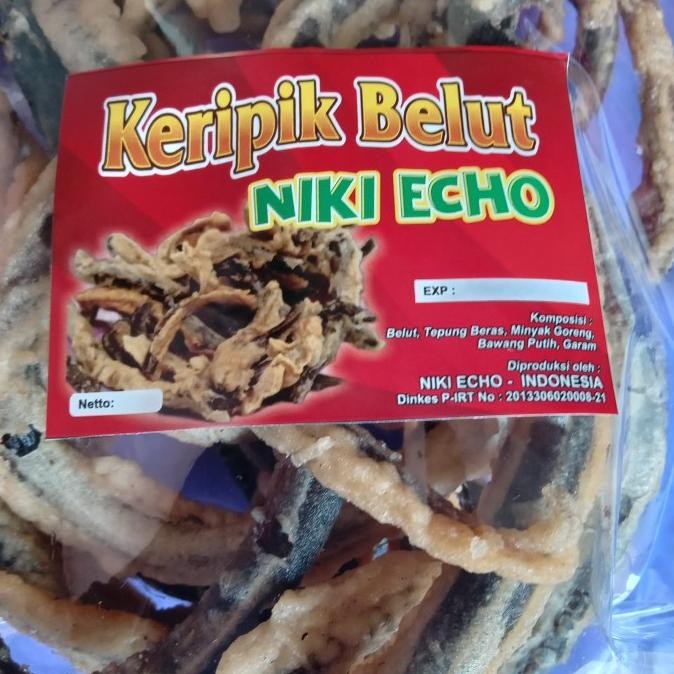 Keripik Belut
NIKI ECHO
EXP :
Komposisi :
Belut, Tepung Beras, Minyak Goreng,
Bawang Putih, Garam
Diproduksi oleh :
NIKI ECHO - INDONESIA
Dinkes P-IRT No : 2013306020008-21
Netto: